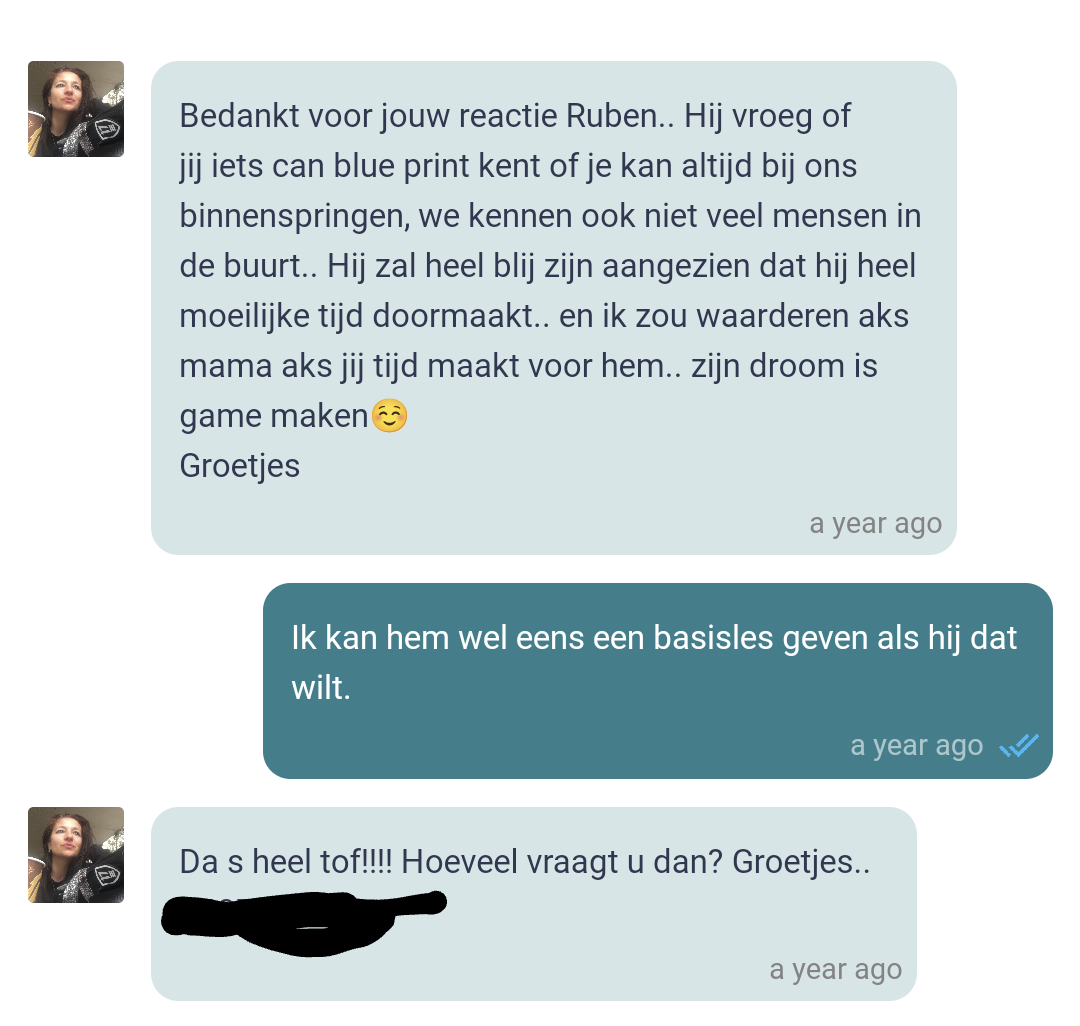 Bedankt voor jouw reactie Ruben.. Hij vroeg of
jij iets can blue print kent of je kan altijd bij ons
binnenspringen, we kennen ook niet veel mensen in
de buurt.. Hij zal heel blij zijn aangezien dat hij heel
moeilijke tijd doormaakt.. en ik zou waarderen aks
mama aks jij tijd maakt voor hem.. zijn droom is
game maken☺️
Groetjes
a year ago
Ik kan hem wel eens een basisles geven als hij dat
wilt.
a year ago
Da s heel tof!!!! Hoeveel vraagt u dan? Groetjes..
a year ago